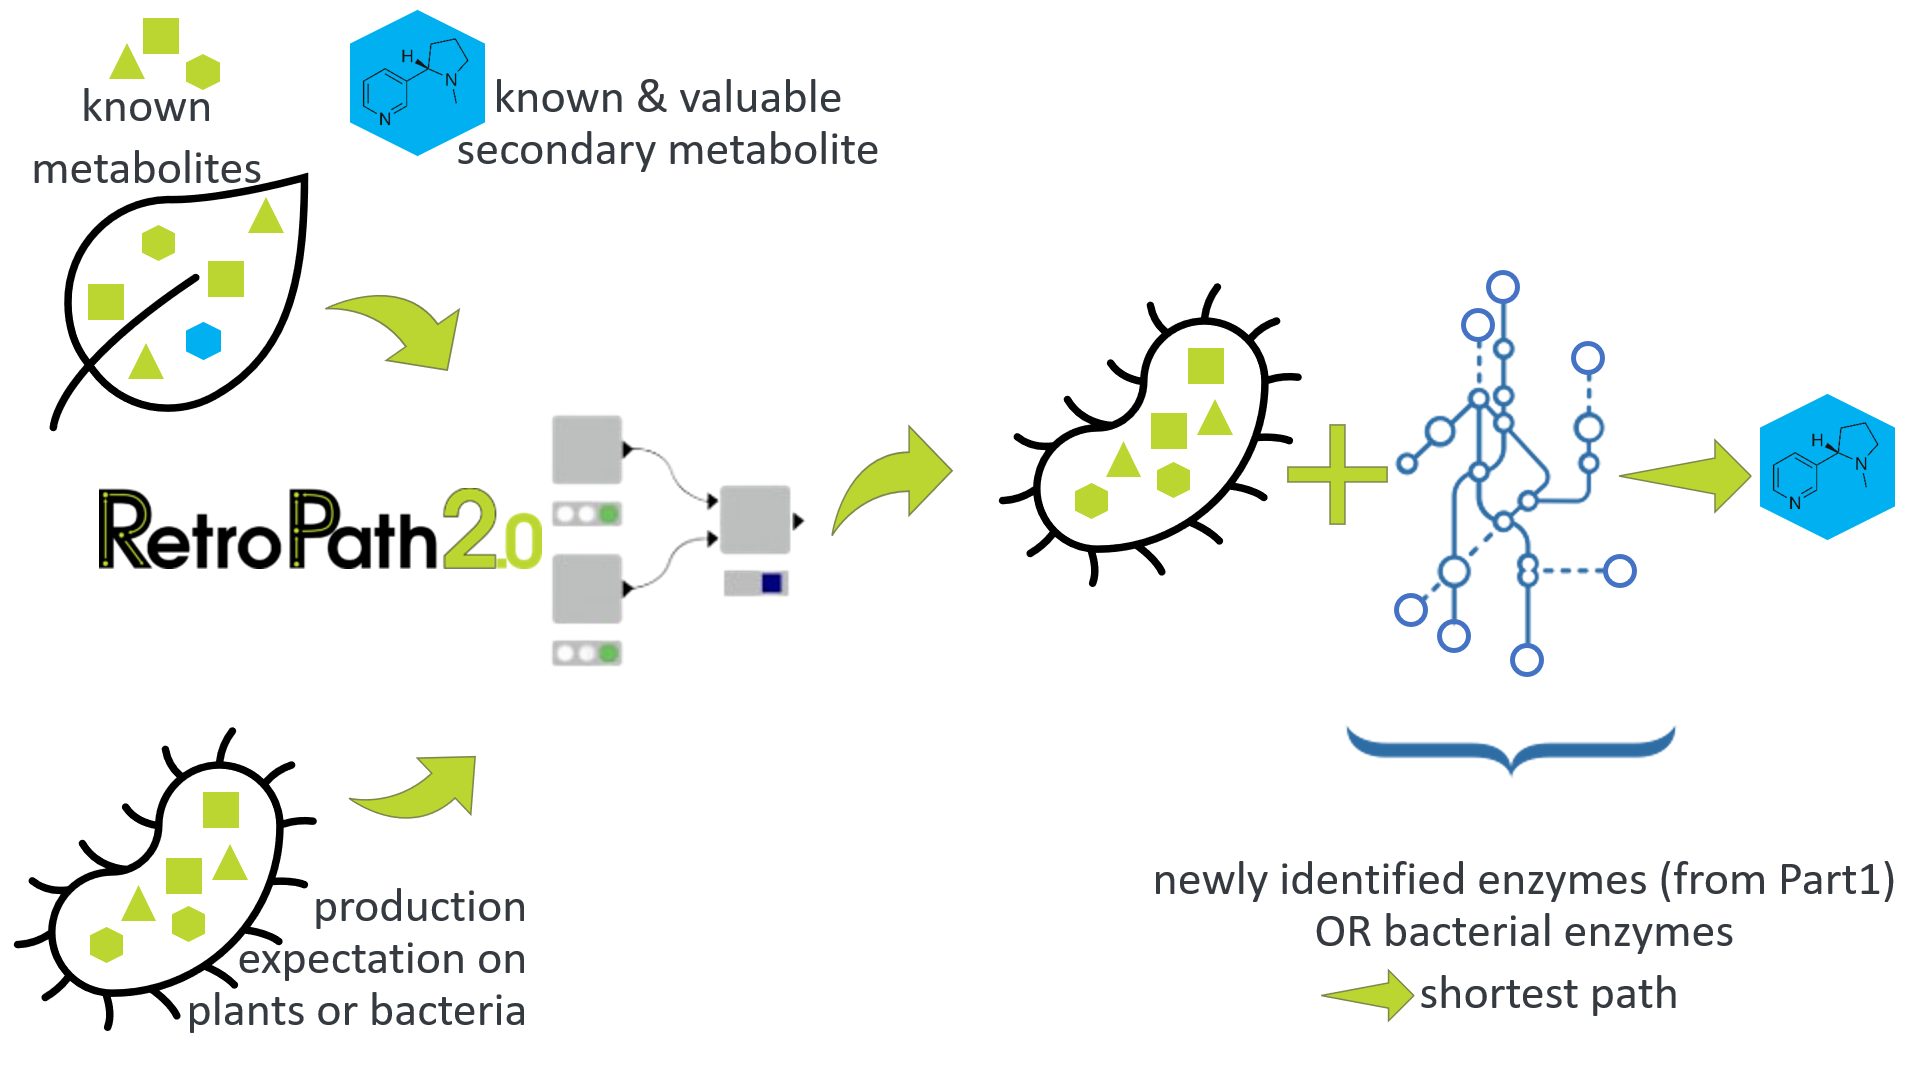 known
metabolites
H
N
N
known & valuable
secondary metabolite
RetroPath2.0
H
N
N
production
expectation on
plants or bacteria
newly identified enzymes (from Part1)
OR bacterial enzymes
shortest path